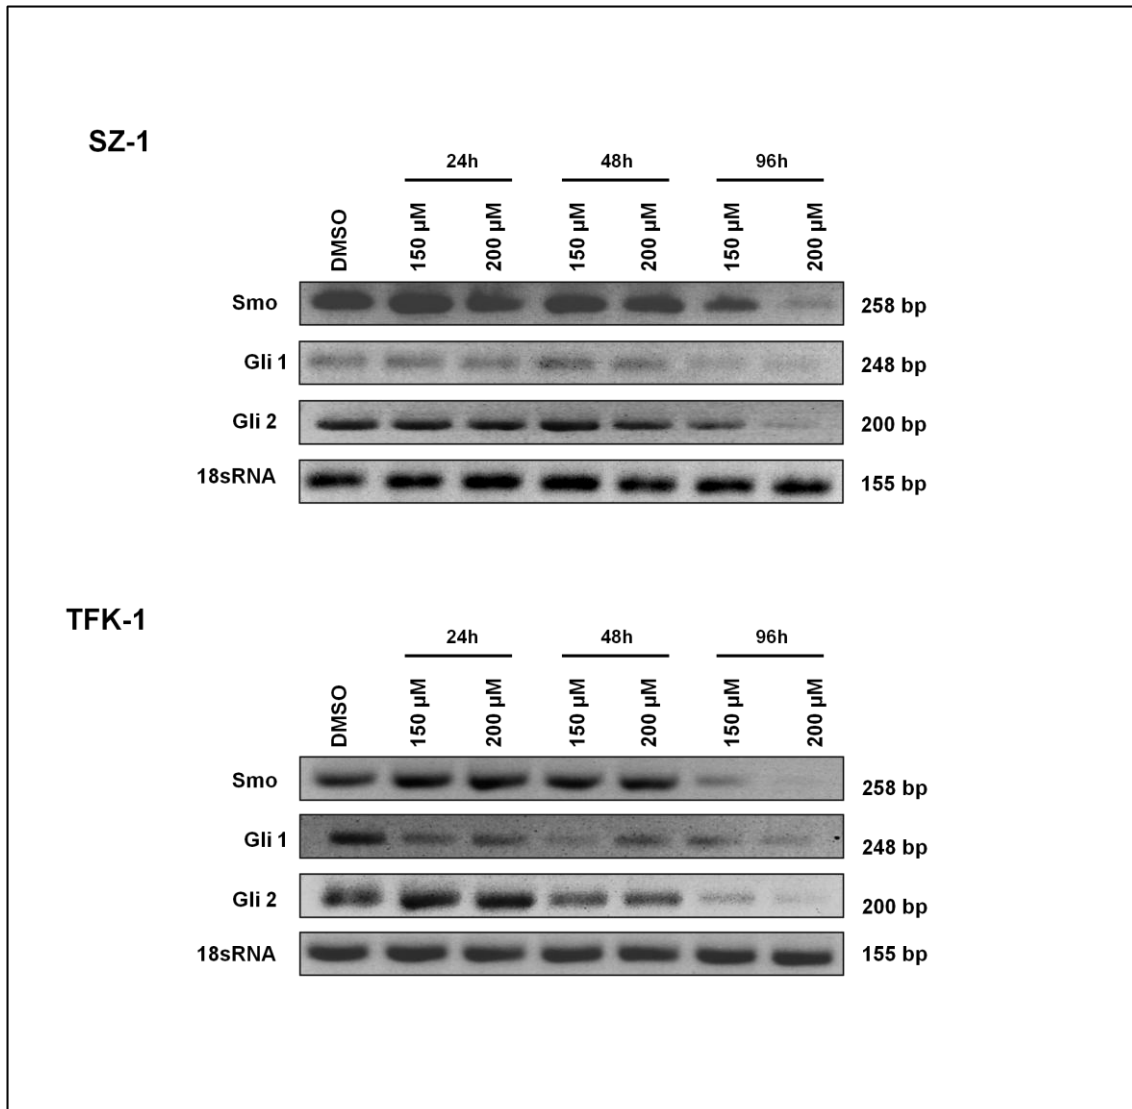 SZ-1
24h 48h 96h
DMSO 150 µM 200 µM 150 µM 200 µM 150 µM 200 µM
Smo 258 bp
Gli 1 248 bp
Gli 2 200 bp
18sRNA 155 bp
TFK-1
24h 48h 96h
DMSO 150 µM 200 µM 150 µM 200 µM 150 µM 200 µM
Smo 258 bp
Gli 1 248 bp
Gli 2 200 bp
18sRNA 155 bp